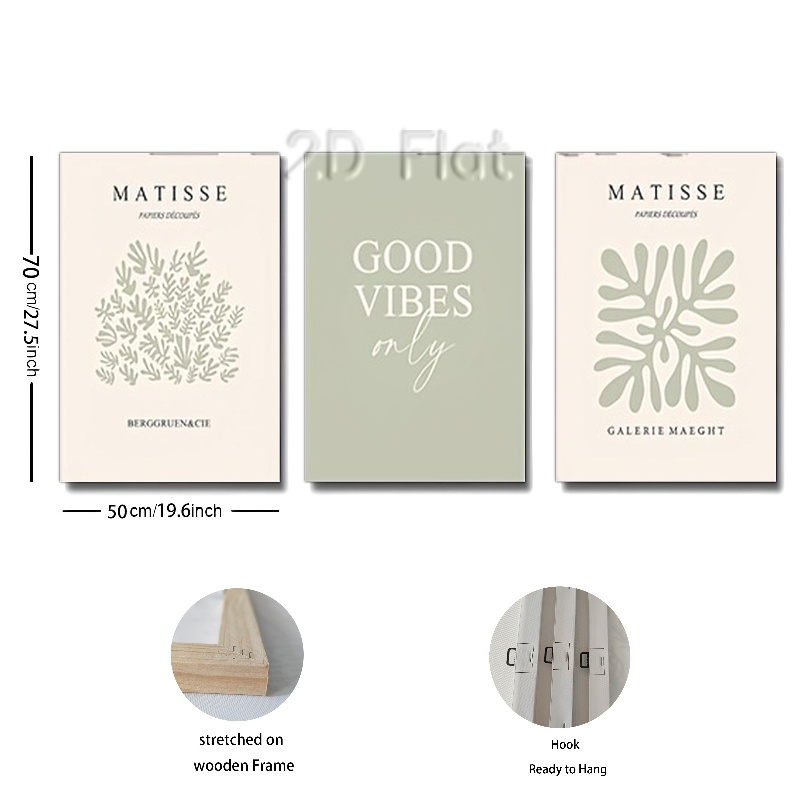 2D Flat
MATISSE
PAPIERS DÉCOUPÉS
BERGGRUEN&CIE
GOOD
VIBES
only
MATISSE
PAPIERS DÉCOUPÉS
GALERIE MAEGHT
70 cm/27.5inch
50cm/19.6inch
stretched on
wooden Frame
Hook
Ready to Hang